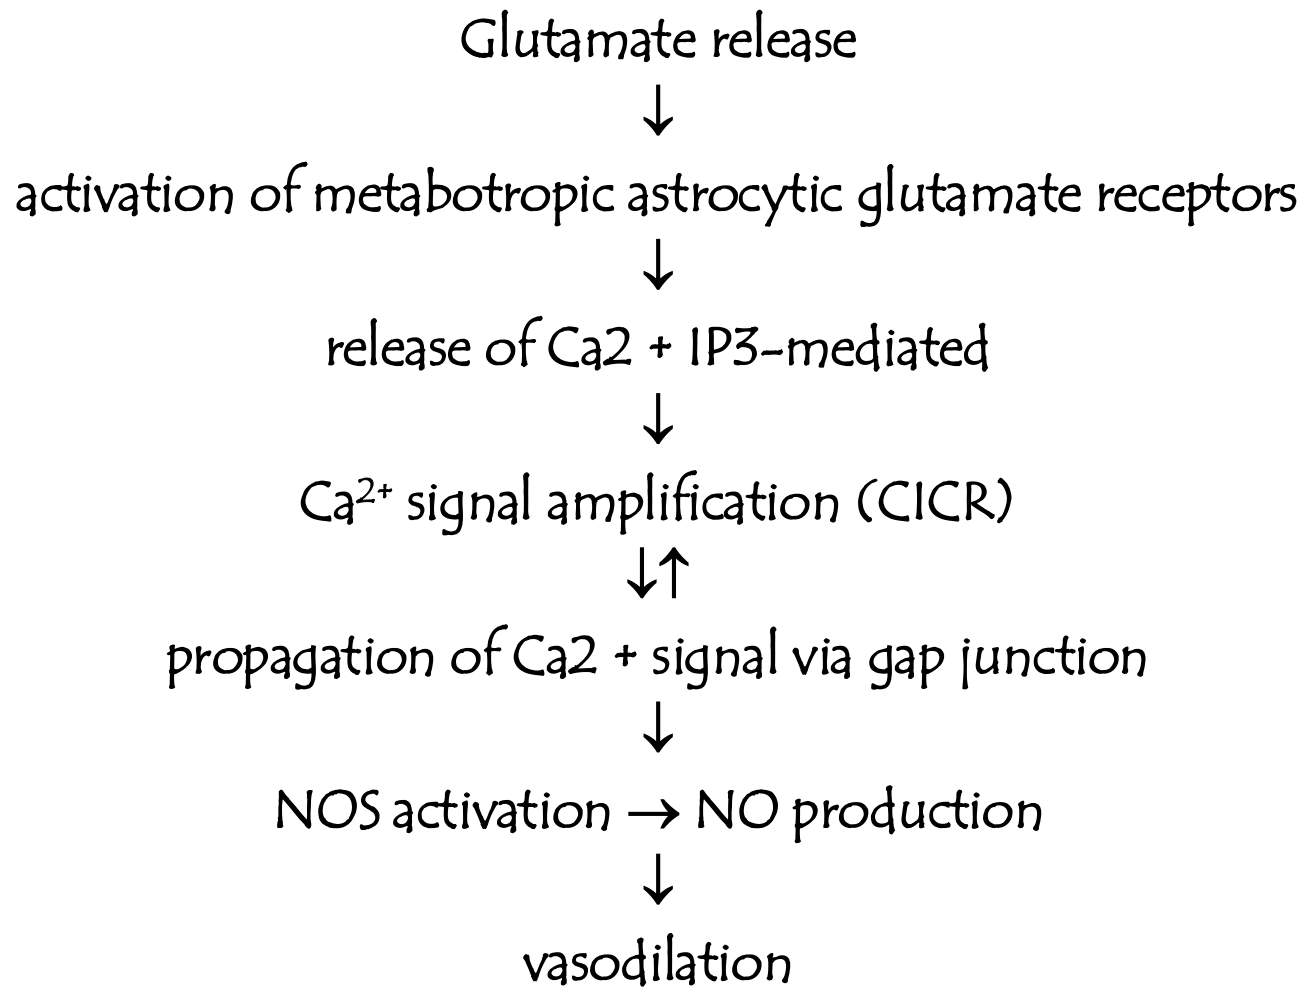 Glutamate release
↓
activation of metabotropic astrocytic glutamate receptors
↓
release of Ca2 + IP3-mediated
↓
Ca²⁺ signal amplification (CICR)
↓↑
propagation of Ca2 + signal via gap junction
↓
NOS activation → NO production
↓
vasodilation